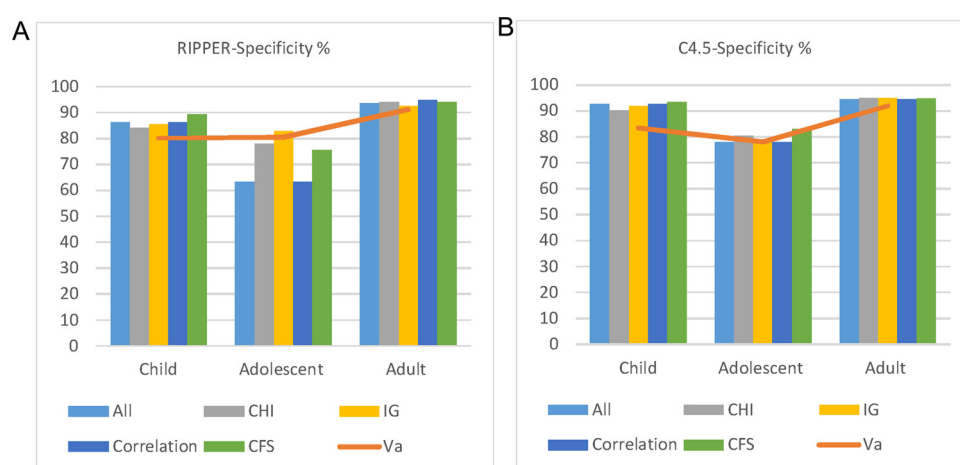 A
RIPPER-Specificity %
100
90
80
70
60
50
40
30
20
10
0
Child Adolescent Adult
All CHI IG
Correlation CFS Va
B
C4.5-Specificity %
100
90
80
70
60
50
40
30
20
10
0
Child Adolescent Adult
All CHI IG
Correlation CFS Va